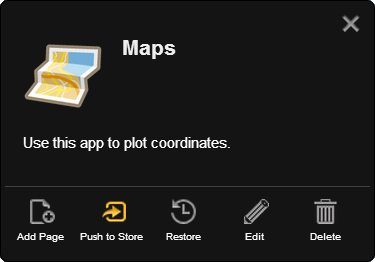 Maps
Use this app to plot coordinates.
Add Page Push to Store Restore Edit Delete